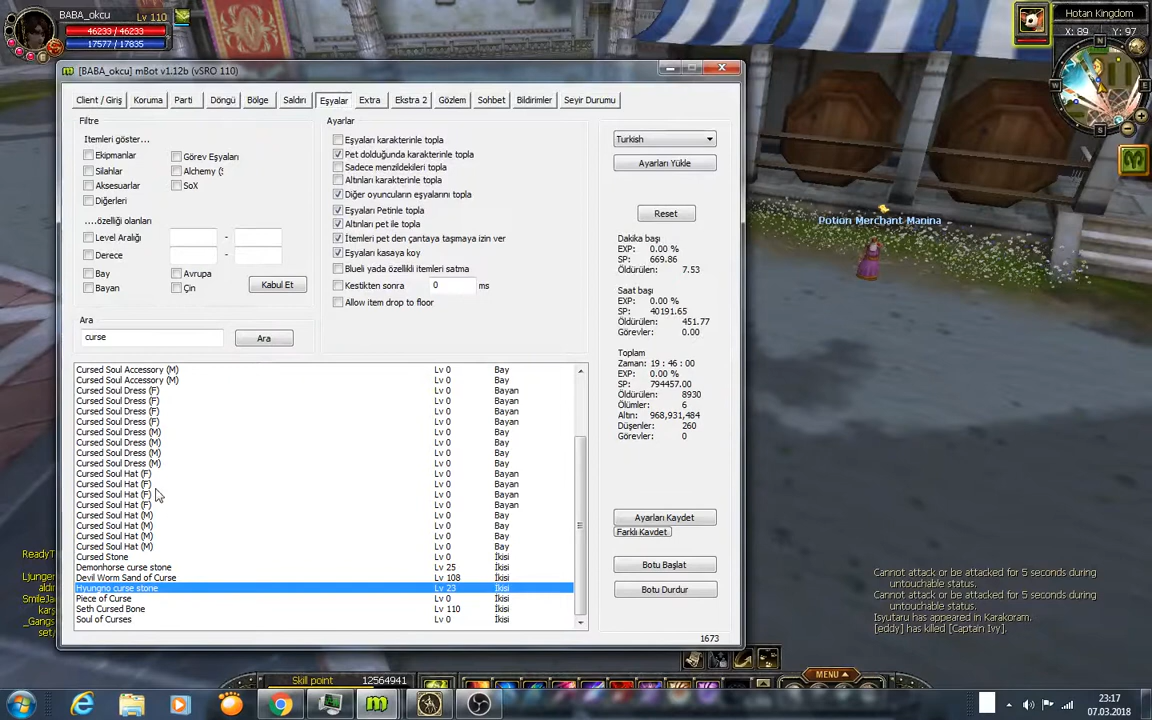 BABA_okcu
Lv 110
46233 / 46233
17577 / 17835
Hotan Kingdom
X: 89
Y: 97
[BABA_okcu] mBot v1.12b (vSRO 110)
Client / Giriş
Koruma
Parti
Döngü
Bölge
Saldırı
Eşyalar
Extra
Ekstra 2
Gözlem
Sohbet
Bildirimler
Seyir Durumu
Filtre
Itemleri göster...
Ekipmanlar
Görev Eşyaları
Silahlar
Alchemy (S
Aksesuarlar
SoX
Diğerleri
....özelliği olanları
Level Aralığı
-
Derece
-
Bay
Avrupa
Bayan
Çin
Kabul Et
Ayarlar
Eşyaları karakterinle topla
Pet dolduğunda karakterinle topla
Sadece menzildekileri topla
Altınları karakterinle topla
Diğer oyuncuların eşyalarını topla
Eşyaları Petinle topla
Altınları pet ile topla
İtemleri pet den çantaya taşmaya izin ver
Eşyaları kasaya koy
Blueli yada özellikli itemleri satma
Kestikten sonra
0
ms
Allow item drop to floor
Ara
curse
Ara
Cursed Soul Accessory (M) Lv 0 Bay
Cursed Soul Accessory (M) Lv 0 Bay
Cursed Soul Dress (F) Lv 0 Bayan
Cursed Soul Dress (F) Lv 0 Bayan
Cursed Soul Dress (F) Lv 0 Bayan
Cursed Soul Dress (F) Lv 0 Bayan
Cursed Soul Dress (M) Lv 0 Bay
Cursed Soul Dress (M) Lv 0 Bay
Cursed Soul Dress (M) Lv 0 Bay
Cursed Soul Dress (M) Lv 0 Bay
Cursed Soul Hat (F) Lv 0 Bayan
Cursed Soul Hat (F) Lv 0 Bayan
Cursed Soul Hat (F) Lv 0 Bayan
Cursed Soul Hat (F) Lv 0 Bayan
Cursed Soul Hat (M) Lv 0 Bay
Cursed Soul Hat (M) Lv 0 Bay
Cursed Soul Hat (M) Lv 0 Bay
Cursed Soul Hat (M) Lv 0 Bay
Cursed Stone Lv 0 İkisi
Demonhorse curse stone Lv 25 İkisi
Devil Worm Sand of Curse Lv 108 İkisi
Hyungno curse stone Lv 23 İkisi
Piece of Curse Lv 0 İkisi
Seth Cursed Bone Lv 110 İkisi
Soul of Curses Lv 0 İkisi
Turkish
Ayarları Yükle
Reset
Dakika başı
EXP: 0.00 %
SP: 669.86
Öldürülen: 7.53
Saat başı
EXP: 0.00 %
SP: 40191.65
Öldürülen: 451.77
Görevler: 0.00
Toplam
Zaman: 19 : 46 : 00
EXP: 0.00 %
SP: 794457.00
Öldürülen: 8930
Ölümler: 6
Altın: 968,931,484
Düşenler: 260
Görevler: 0
Ayarları Kaydet
Farklı Kaydet
Botu Başlat
Botu Durdur
1673
Potion Merchant Manina
ReadyT
Ljunger
aldır
SmileJac
karş
_Gangs
set/
Cannot attack or be attacked for 5 seconds during
untouchable status.
Cannot attack or be attacked for 5 seconds during
untouchable status.
Isyutaru has appeared in Karakoram.
[eddy] has killed [Captain Ivy].
Skill point 12564941
MENU
23:17
07.03.2018